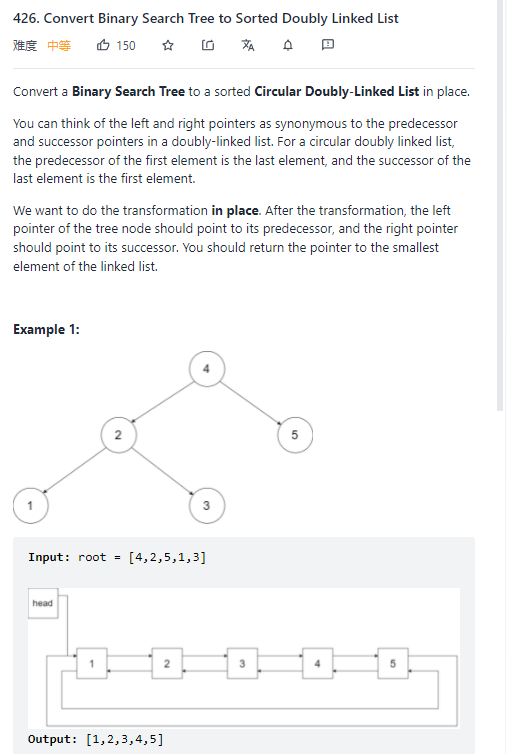 426. Convert Binary Search Tree to Sorted Doubly Linked List
难度 中等 150
Convert a Binary Search Tree to a sorted Circular Doubly-Linked List in place.
You can think of the left and right pointers as synonymous to the predecessor
and successor pointers in a doubly-linked list. For a circular doubly linked list,
the predecessor of the first element is the last element, and the successor of the
last element is the first element.
We want to do the transformation in place. After the transformation, the left
pointer of the tree node should point to its predecessor, and the right pointer
should point to its successor. You should return the pointer to the smallest
element of the linked list.
Example 1:
4
2 5
1 3
Input: root = [4,2,5,1,3]
head
1 2 3 4 5
Output: [1,2,3,4,5]